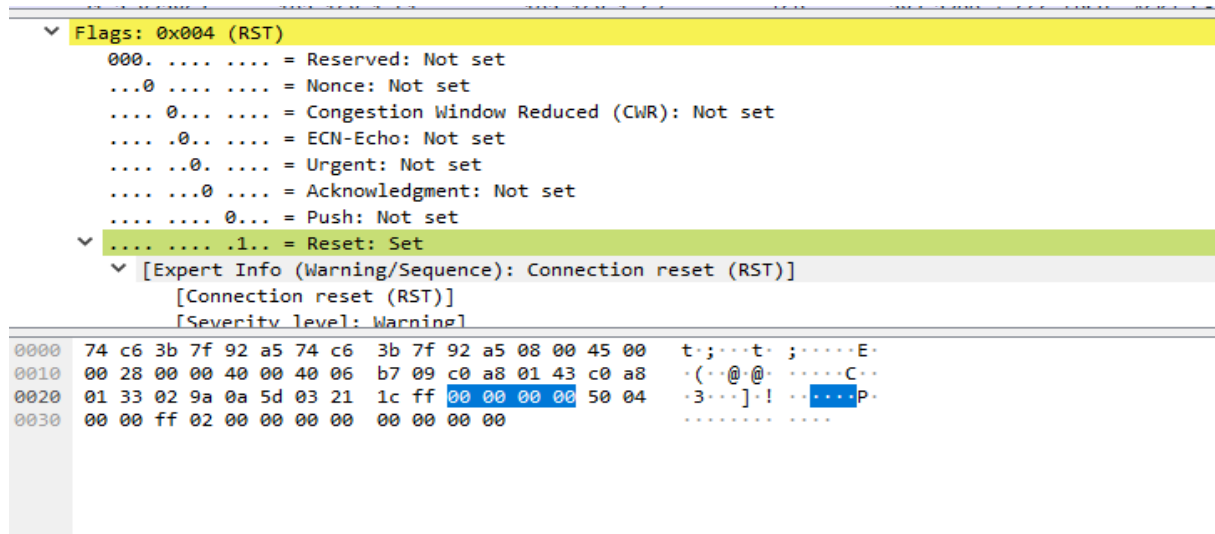 Flags: 0x004 (RST)
000. .... .... = Reserved: Not set
...0 .... .... = Nonce: Not set
.... 0... .... = Congestion Window Reduced (CWR): Not set
.... .0.. .... = ECN-Echo: Not set
.... ..0. .... = Urgent: Not set
.... ...0 .... = Acknowledgment: Not set
.... .... 0... = Push: Not set
.... .... .1.. = Reset: Set
[Expert Info (Warning/Sequence): Connection reset (RST)]
[Connection reset (RST)]
[Severity level: Warning]
0000 74 c6 3b 7f 92 a5 74 c6 3b 7f 92 a5 08 00 45 00 t·;···t· ;·····E·
0010 00 28 00 00 40 00 40 06 b7 09 c0 a8 01 43 c0 a8 ·(··@·@· ·····C··
0020 01 33 02 9a 0a 5d 03 21 1c ff 00 00 00 00 50 04 ·3···]·! ······P·
0030 00 00 ff 02 00 00 00 00 00 00 00 00 ········ ····